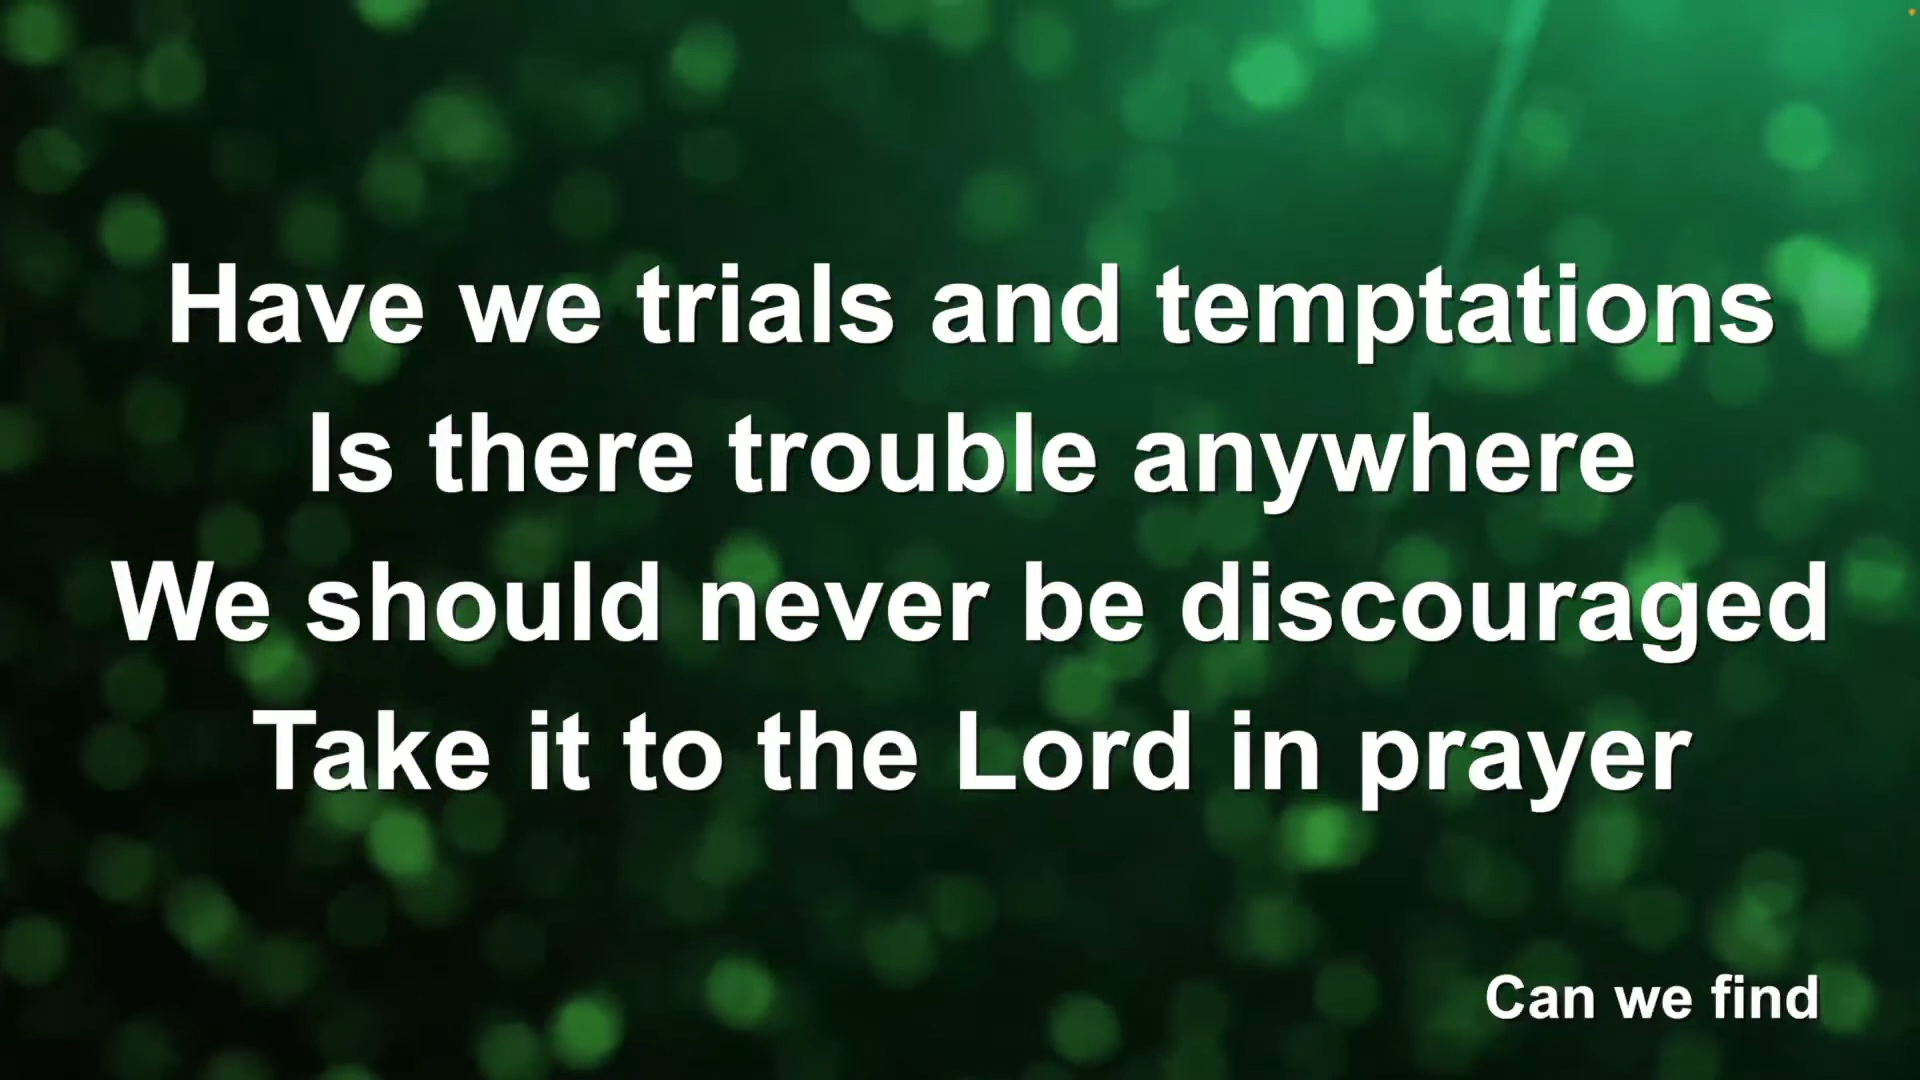 Have we trials and temptations
Is there trouble anywhere
We should never be discouraged
Take it to the Lord in prayer
Can we find